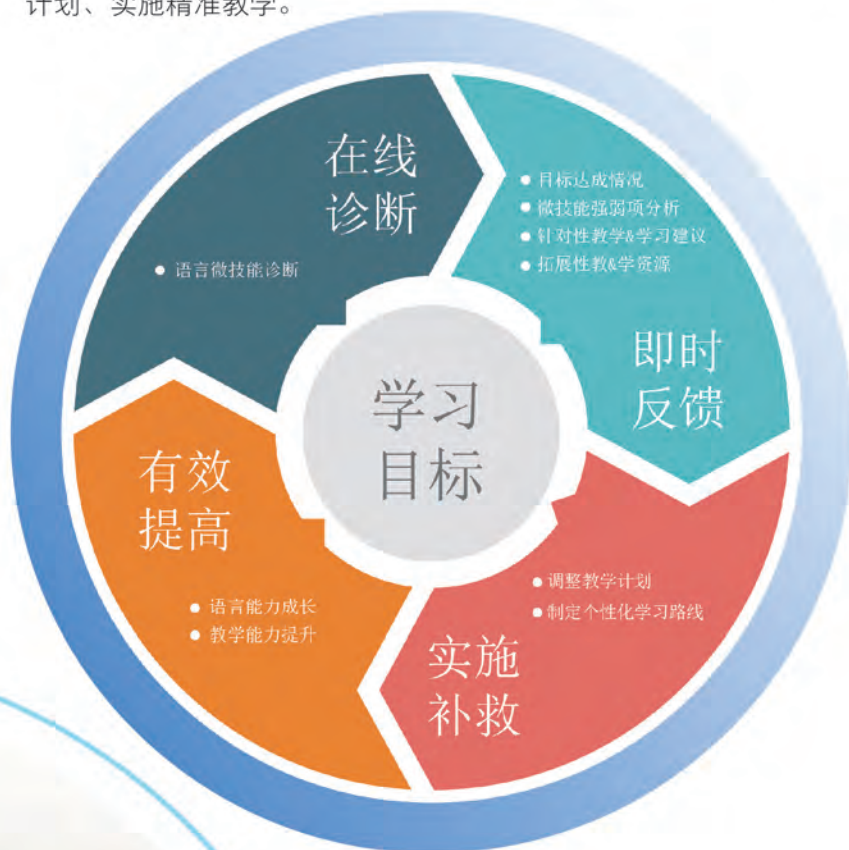 计划、实施精准教学。
在线
诊断
● 语言微技能诊断
● 目标达成情况
● 微技能强弱项分析
● 针对性教学&学习建议
● 拓展性教&学资源
即时
反馈
学习
目标
有效
提高
● 语言能力成长
● 教学能力提升
● 调整教学计划
● 制定个性化学习路线
实施
补救